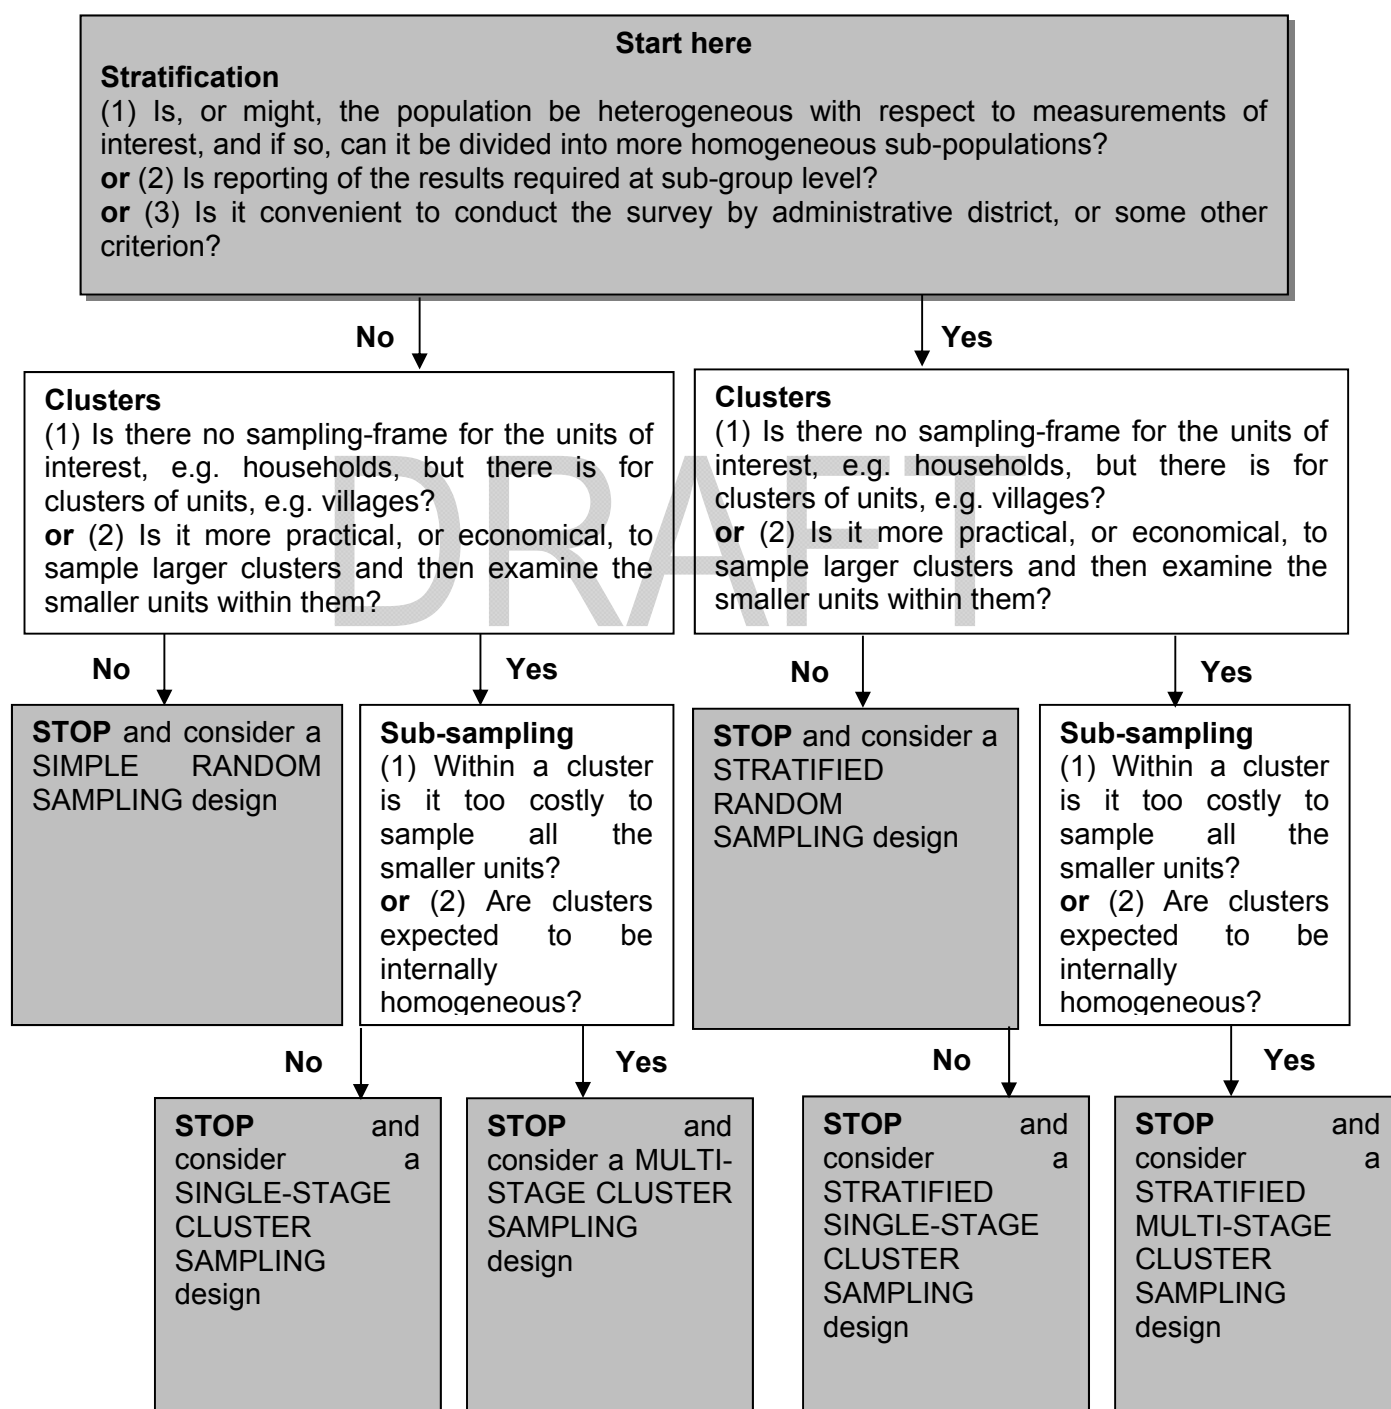 Start here
Stratification
(1) Is, or might, the population be heterogeneous with respect to measurements of
interest, and if so, can it be divided into more homogeneous sub-populations?
or (2) Is reporting of the results required at sub-group level?
or (3) Is it convenient to conduct the survey by administrative district, or some other
criterion?
No
Yes
Clusters
(1) Is there no sampling-frame for the units of
interest, e.g. households, but there is for
clusters of units, e.g. villages?
or (2) Is it more practical, or economical, to
sample larger clusters and then examine the
smaller units within them?
Clusters
(1) Is there no sampling-frame for the units of
interest, e.g. households, but there is for
clusters of units, e.g. villages?
or (2) Is it more practical, or economical, to
sample larger clusters and then examine the
smaller units within them?
DRAFT
No
Yes
No
Yes
STOP and consider a
SIMPLE RANDOM
SAMPLING design
Sub-sampling
(1) Within a cluster
is it too costly to
sample all the
smaller units?
or (2) Are clusters
expected to be
internally
homogeneous?
STOP and consider a
STRATIFIED
RANDOM
SAMPLING design
Sub-sampling
(1) Within a cluster
is it too costly to
sample all the
smaller units?
or (2) Are clusters
expected to be
internally
homogeneous?
No
Yes
No
Yes
STOP and
consider a
SINGLE-STAGE
CLUSTER
SAMPLING
design
STOP and
consider a MULTI-
STAGE CLUSTER
SAMPLING
design
STOP and
consider a
STRATIFIED
SINGLE-STAGE
CLUSTER
SAMPLING
design
STOP and
consider a
STRATIFIED
MULTI-STAGE
CLUSTER
SAMPLING
design